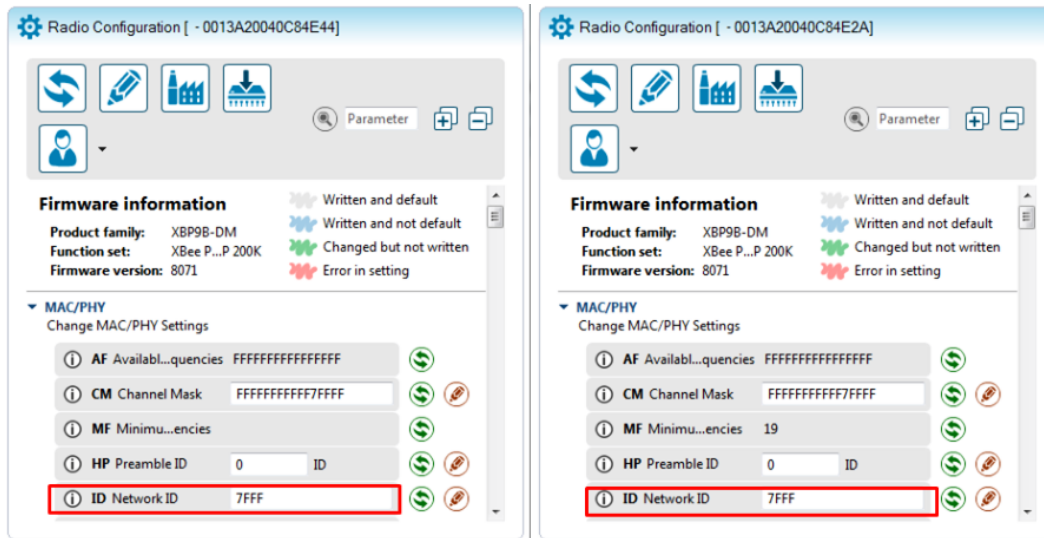 Radio Configuration [ - 0013A20040C84E44]
Parameter
Firmware information
Product family: XBP9B-DM
Function set: XBee P...P 200K
Firmware version: 8071
Written and default
Written and not default
Changed but not written
Error in setting
MAC/PHY
Change MAC/PHY Settings
AF Availabl...quencies FFFFFFFFFFFFFFFF
CM Channel Mask FFFFFFFFFFF7FFFF
MF Minimu...encies
HP Preamble ID 0 ID
ID Network ID 7FFF
Radio Configuration [ - 0013A20040C84E2A]
Parameter
Firmware information
Product family: XBP9B-DM
Function set: XBee P...P 200K
Firmware version: 8071
Written and default
Written and not default
Changed but not written
Error in setting
MAC/PHY
Change MAC/PHY Settings
AF Availabl...quencies FFFFFFFFFFFFFFFF
CM Channel Mask FFFFFFFFFFF7FFFF
MF Minimu...encies 19
HP Preamble ID 0 ID
ID Network ID 7FFF